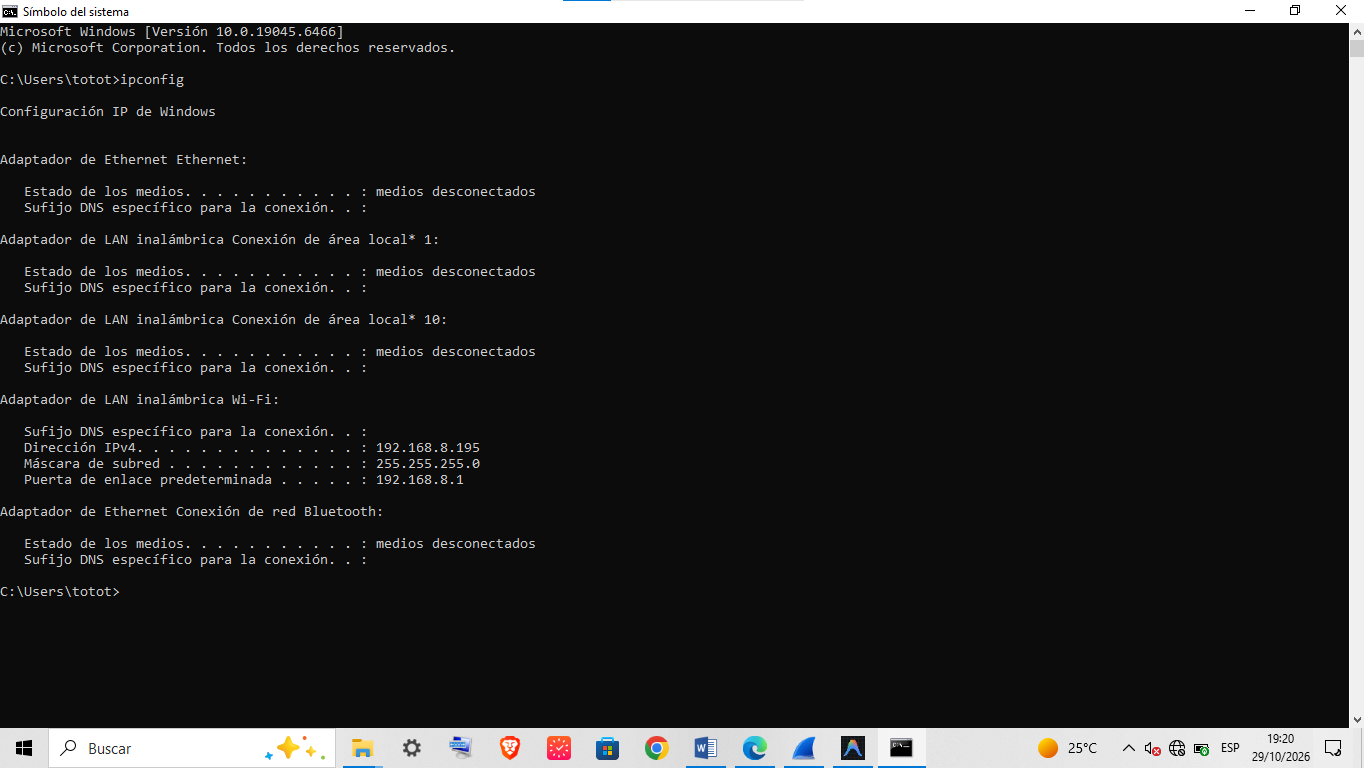 Símbolo del sistema
Microsoft Windows [Versión 10.0.19045.6466]
(c) Microsoft Corporation. Todos los derechos reservados.
C:\Users\totot>ipconfig
Configuración IP de Windows
Adaptador de Ethernet Ethernet:
Estado de los medios. . . . . . . . . . . : medios desconectados
Sufijo DNS específico para la conexión. . :
Adaptador de LAN inalámbrica Conexión de área local* 1:
Estado de los medios. . . . . . . . . . . : medios desconectados
Sufijo DNS específico para la conexión. . :
Adaptador de LAN inalámbrica Conexión de área local* 10:
Estado de los medios. . . . . . . . . . . : medios desconectados
Sufijo DNS específico para la conexión. . :
Adaptador de LAN inalámbrica Wi-Fi:
Sufijo DNS específico para la conexión. . :
Dirección IPv4. . . . . . . . . . . . . . : 192.168.8.195
Máscara de subred . . . . . . . . . . . . : 255.255.255.0
Puerta de enlace predeterminada . . . . . : 192.168.8.1
Adaptador de Ethernet Conexión de red Bluetooth:
Estado de los medios. . . . . . . . . . . : medios desconectados
Sufijo DNS específico para la conexión. . :
C:\Users\totot>
Buscar
25°C
ESP
19:20
29/10/2026